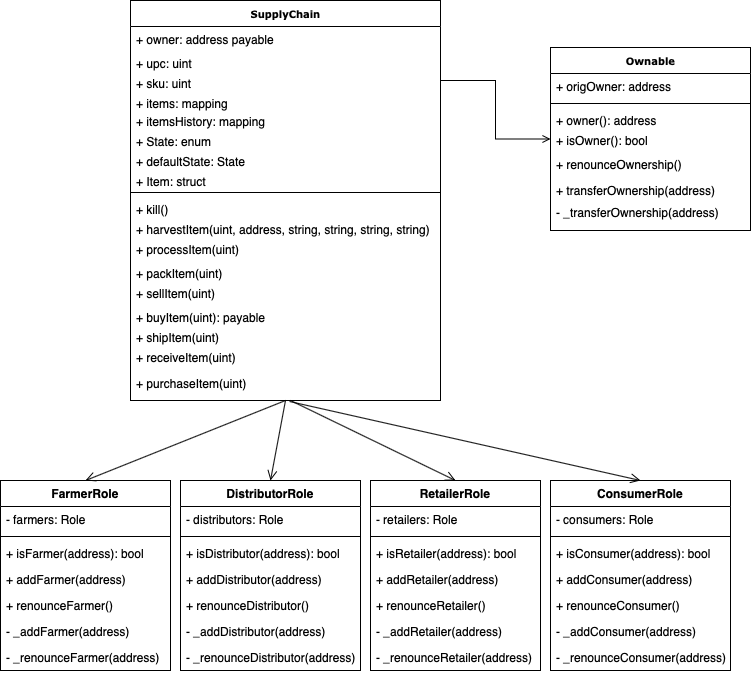 SupplyChain
+ owner: address payable
+ upc: uint
+ sku: uint
+ items: mapping
+ itemsHistory: mapping
+ State: enum
+ defaultState: State
+ Item: struct
+ kill()
+ harvestItem(uint, address, string, string, string, string)
+ processItem(uint)
+ packItem(uint)
+ sellItem(uint)
+ buyItem(uint): payable
+ shipItem(uint)
+ receiveItem(uint)
+ purchaseItem(uint)
Ownable
+ origOwner: address
+ owner(): address
+ isOwner(): bool
+ renounceOwnership()
+ transferOwnership(address)
- _transferOwnership(address)
FarmerRole
- farmers: Role
+ isFarmer(address): bool
+ addFarmer(address)
+ renounceFarmer()
- _addFarmer(address)
- _renounceFarmer(address)
DistributorRole
- distributors: Role
+ isDistributor(address): bool
+ addDistributor(address)
+ renounceDistributor()
- _addDistributor(address)
- _renounceDistributor(address)
RetailerRole
- retailers: Role
+ isRetailer(address): bool
+ addRetailer(address)
+ renounceRetailer()
- _addRetailer(address)
- _renounceRetailer(address)
ConsumerRole
- consumers: Role
+ isConsumer(address): bool
+ addConsumer(address)
+ renounceConsumer()
- _addConsumer(address)
- _renounceConsumer(address)